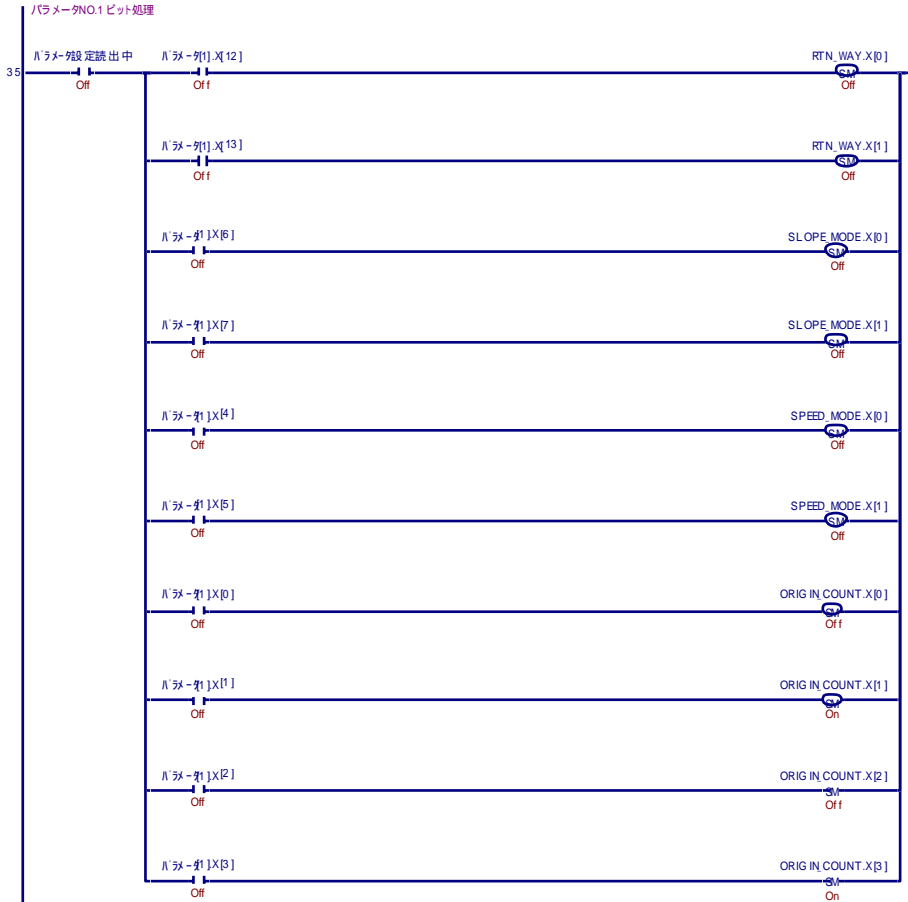 パラメータNO.1 ビット処理
パラメータ設定読出中 パラメータ[1].X[12] RTN_WAY.X[0]
35 SM
Off Off Off
パラメータ[1].X[13] RTN_WAY.X[1]
SM
Off Off
パラメータ[1].X[6] SLOPE_MODE.X[0]
SM
Off Off
パラメータ[1].X[7] SLOPE_MODE.X[1]
SM
Off Off
パラメータ[1].X[4] SPEED_MODE.X[0]
SM
Off Off
パラメータ[1].X[5] SPEED_MODE.X[1]
SM
Off Off
パラメータ[1].X[0] ORIGIN_COUNT.X[0]
SM
Off Off
パラメータ[1].X[1] ORIGIN_COUNT.X[1]
SM
Off On
パラメータ[1].X[2] ORIGIN_COUNT.X[2]
SM
Off Off
パラメータ[1].X[3] ORIGIN_COUNT.X[3]
SM
Off On